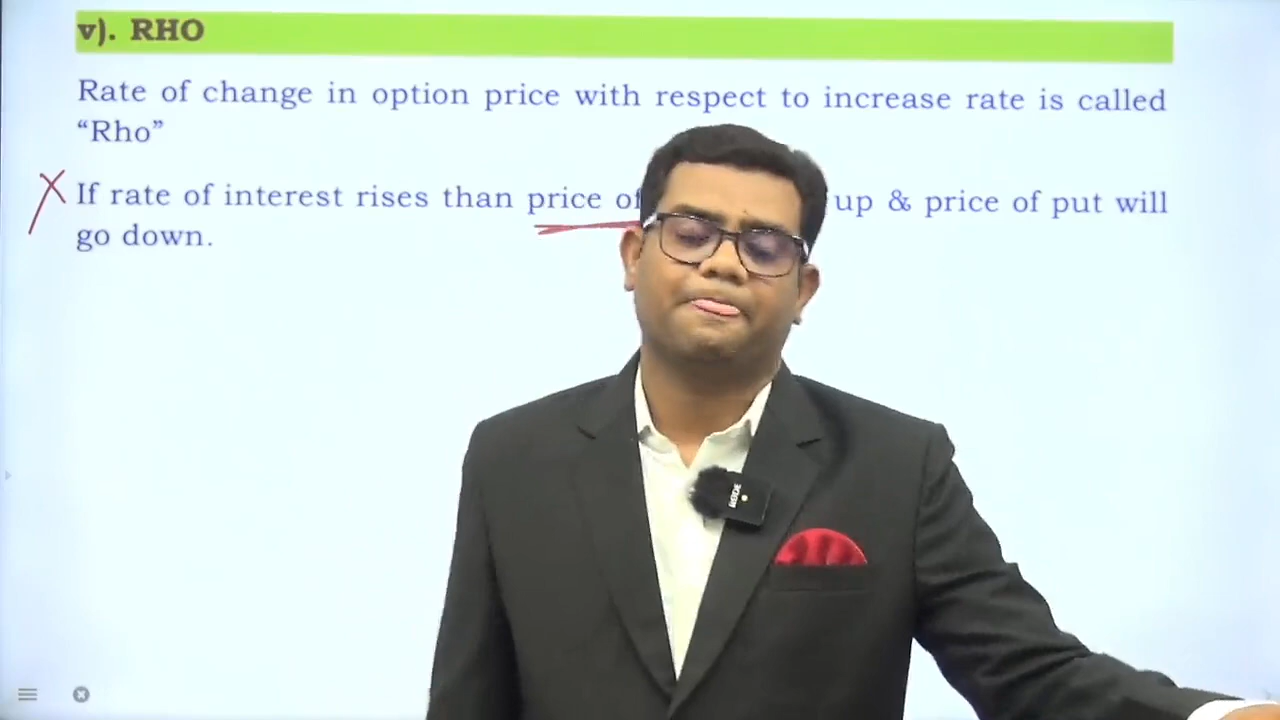 v). RHO
Rate of change in option price with respect to increase rate is called
“Rho”
If rate of interest rises than price of up & price of put will
go down.
RODE